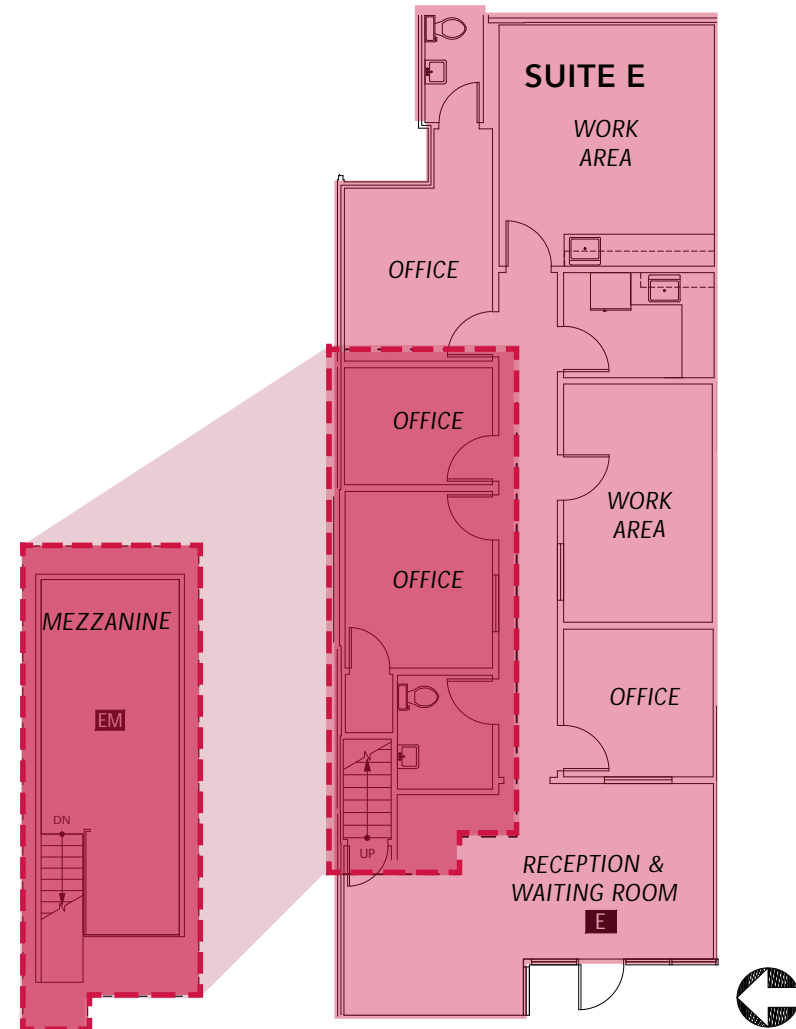 SUITE E
WORK
AREA
OFFICE
OFFICE
WORK
AREA
OFFICE
MEZZANINE
OFFICE
EM
DN
UP
RECEPTION &
WAITING ROOM
E